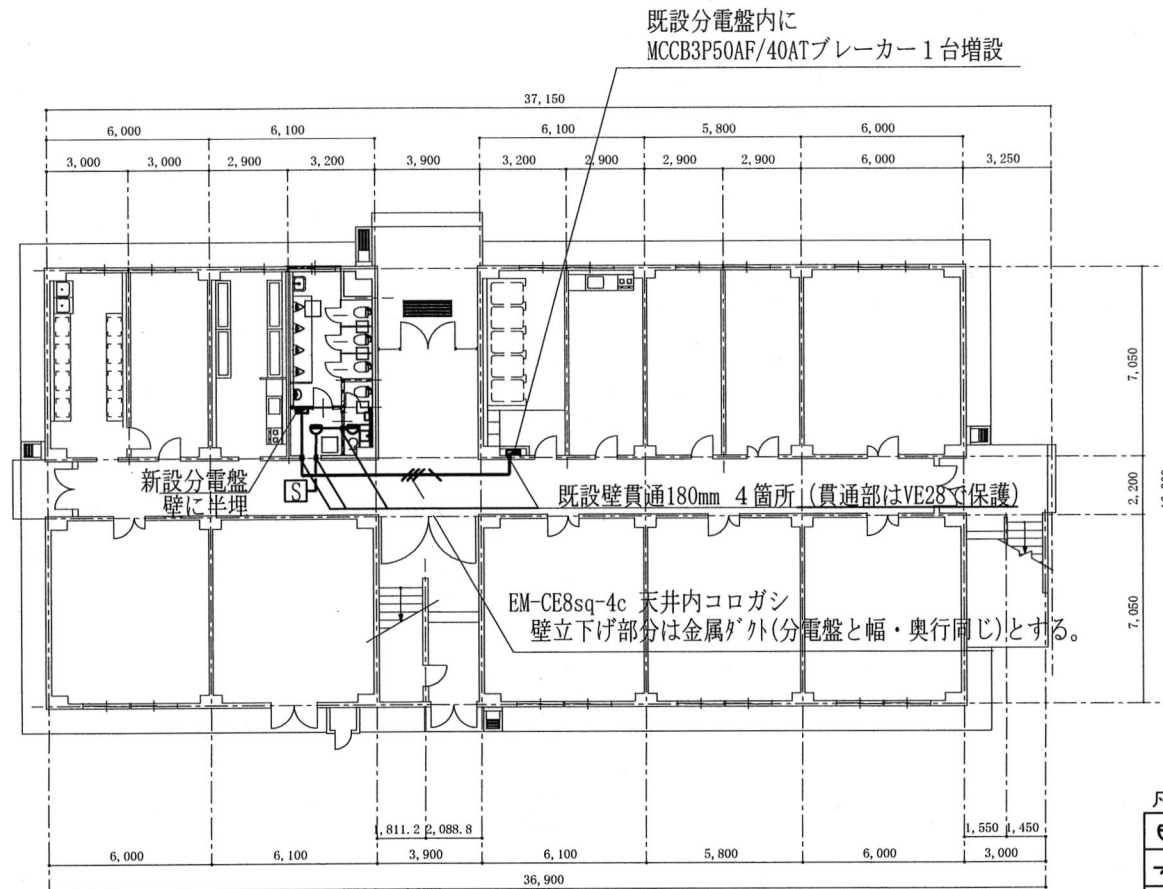 既設分電盤内に
MCCB3P50AF/40ATブレーカー１台増設
37,150
6,000 6,100 6,100 5,800 6,000
3,000 3,000 2,900 3,200 3,900 3,200 2,900 2,900 2,900 6,000 3,250
7,050
2,200
7,050
新設分電盤
壁に半埋
S
既設壁貫通180mm 4箇所 (貫通部はVE28で保護)
EM-CE8sq-4c 天井内コロガシ
壁立下げ部分は金属ダクト(分電盤と幅・奥行同じ)とする。
1,811.2 2,088.8 1,550 1,450
6,000 6,100 3,900 6,100 5,800 6,000 3,000
36,900